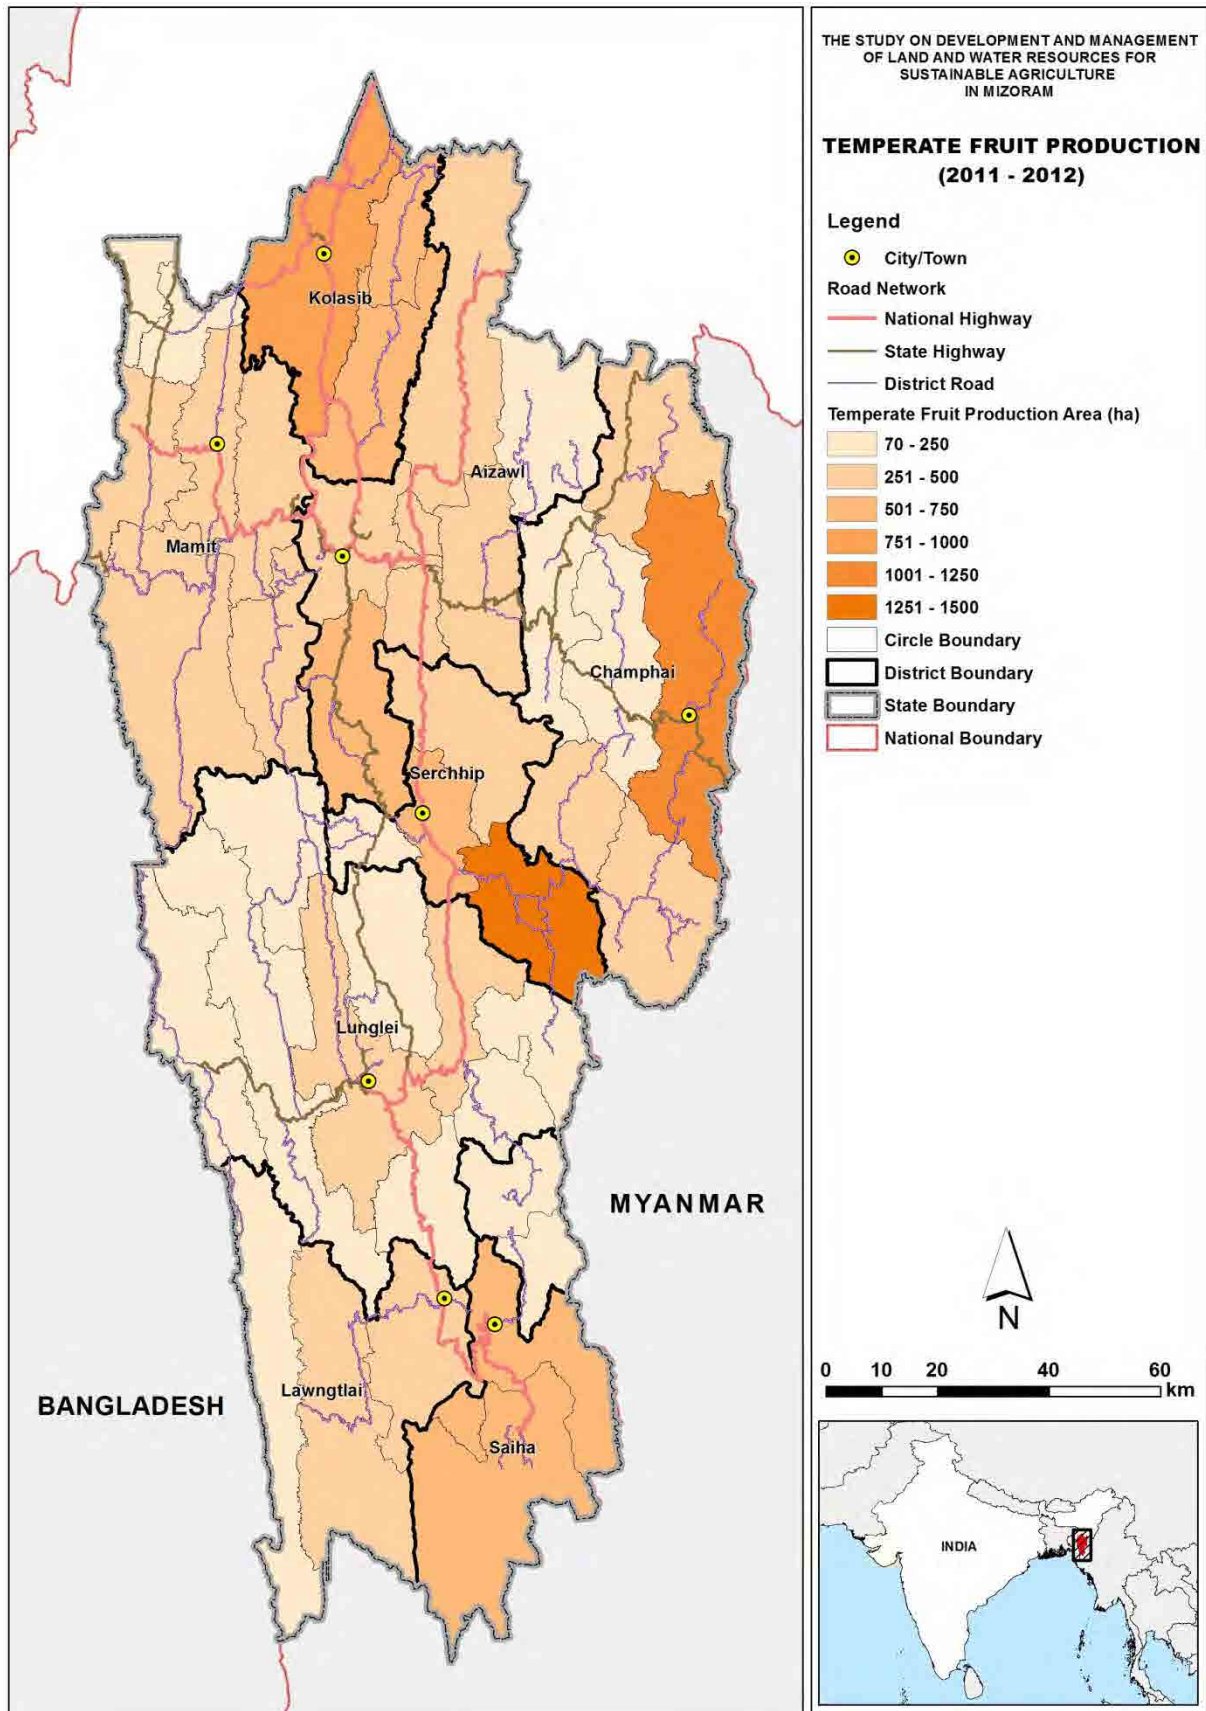 THE STUDY ON DEVELOPMENT AND MANAGEMENT
OF LAND AND WATER RESOURCES FOR
SUSTAINABLE AGRICULTURE
IN MIZORAM
TEMPERATE FRUIT PRODUCTION
(2011 - 2012)
Legend
City/Town
Road Network
National Highway
State Highway
District Road
Temperate Fruit Production Area (ha)
70 - 250
251 - 500
501 - 750
751 - 1000
1001 - 1250
1251 - 1500
Circle Boundary
District Boundary
State Boundary
National Boundary
Kolasib
Aizawl
Mamit
Champhai
Serchhip
Lunglei
MYANMAR
Lawngtlai
BANGLADESH
Saiha
N
0 10 20 40 60
km
INDIA